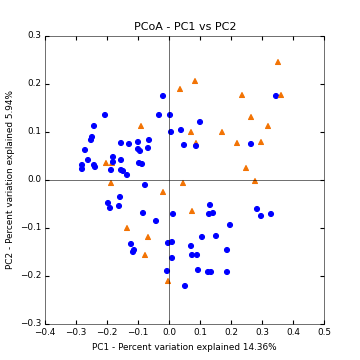 PCoA - PC1 vs PC2
0.3
0.2
0.1
0.0
−0.1
−0.2
−0.3
PC2 - Percent variation explained 5.94%
−0.4 −0.3 −0.2 −0.1 0.0 0.1 0.2 0.3 0.4 0.5
PC1 - Percent variation explained 14.36%